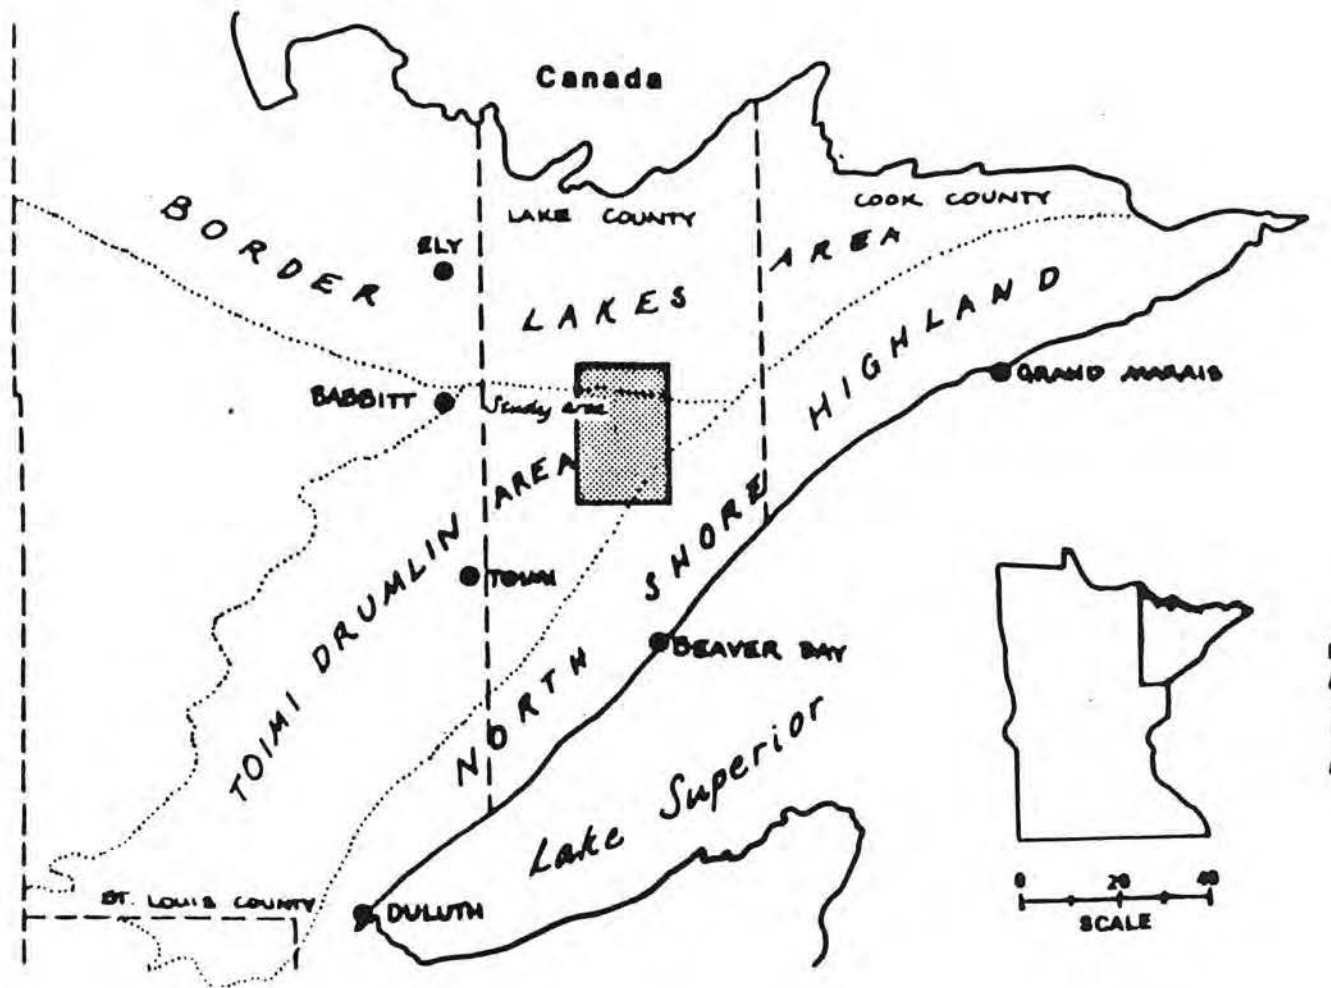 Canada
LAKE COUNTY
COOK COUNTY
BORDER
ELY
AREA
LAKES
HIGHLAND
GRAND MARAIS
BABBITT
Study area
AREA
TOIMI DRUMLIN
TOIMI
SHORE
BEAVER BAY
NORTH
Lake Superior
ST. LOUIS COUNTY
DULUTH
0 20 40
SCALE